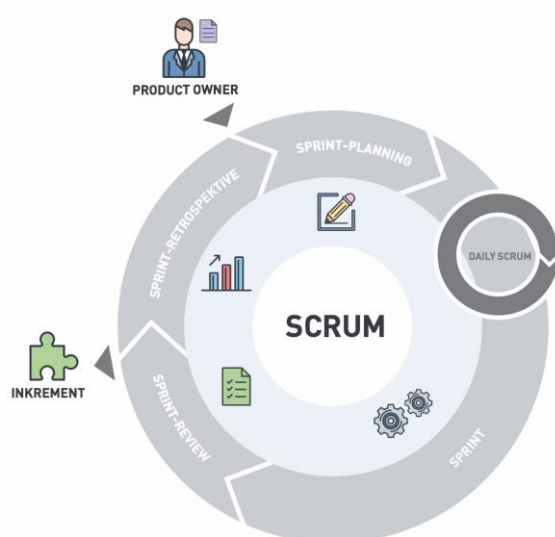 PRODUCT OWNER
SPRINT-PLANNING
SPRINT-RETROSPEKTIVE
DAILY SCRUM
SCRUM
INKREMENT
SPRINT-REVIEW
SPRINT